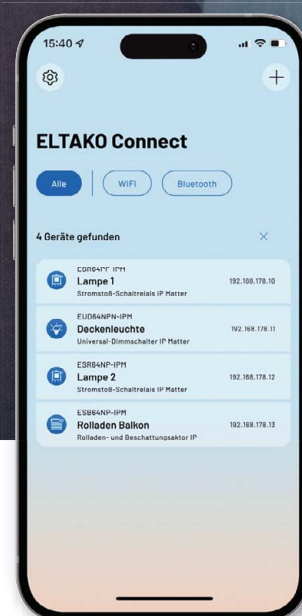 15:40
ELTAKO Connect
Alle
WIFI
Bluetooth
4 Geräte gefunden
Lampe 1
192.168.178.10
Stromstoß-Schaltrelais IP Matter
EUD64NPN-IPM
Deckenleuchte
192.168.178.11
Universal-Dimmschalter IP Matter
ESR64NP-IPM
Lampe 2
192.168.178.12
Stromstoß-Schaltrelais IP Matter
ESB64NP-IPM
Rolladen Balkon
192.168.178.13
Rolladen- und Beschattungsaktor IP